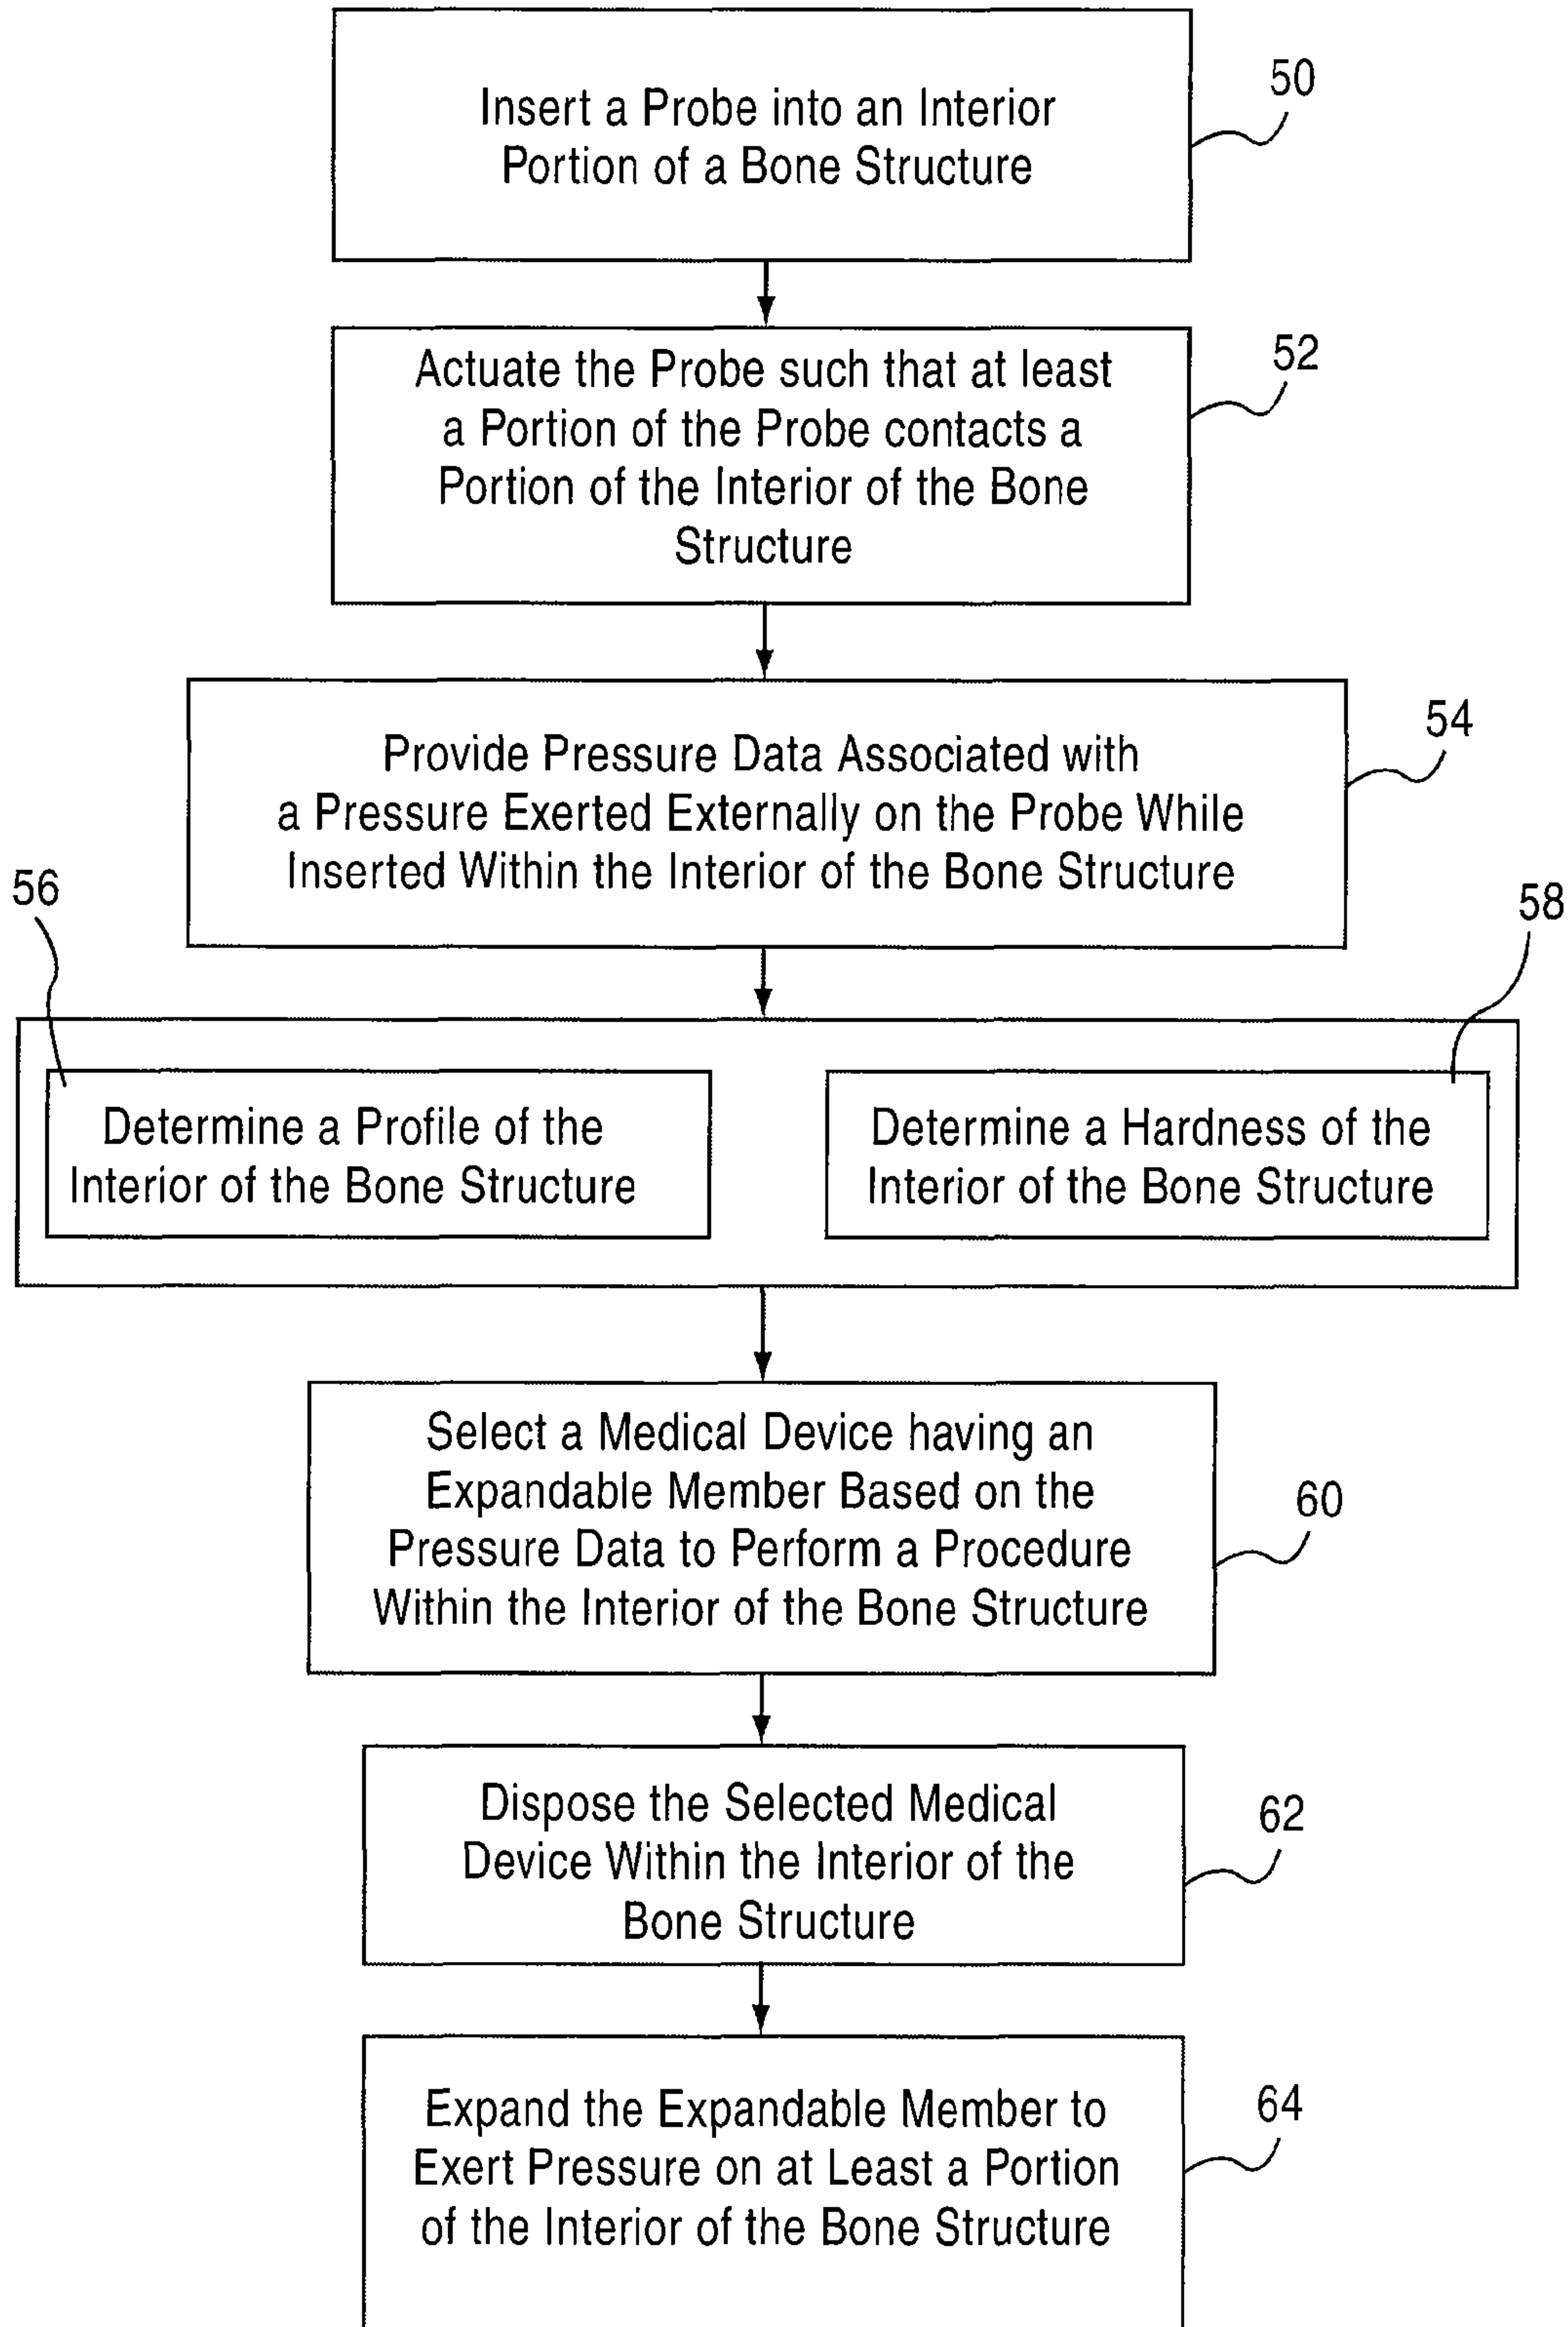 Insert a Probe into an Interior
Portion of a Bone Structure
50
Actuate the Probe such that at least
a Portion of the Probe contacts a
Portion of the Interior of the Bone
Structure
52
Provide Pressure Data Associated with
a Pressure Exerted Externally on the Probe While
Inserted Within the Interior of the Bone Structure
54
56
Determine a Profile of the
Interior of the Bone Structure
58
Determine a Hardness of the
Interior of the Bone Structure
Select a Medical Device having an
Expandable Member Based on the
Pressure Data to Perform a Procedure
Within the Interior of the Bone Structure
60
Dispose the Selected Medical
Device Within the Interior of the
Bone Structure
62
Expand the Expandable Member to
Exert Pressure on at Least a Portion
of the Interior of the Bone Structure
64